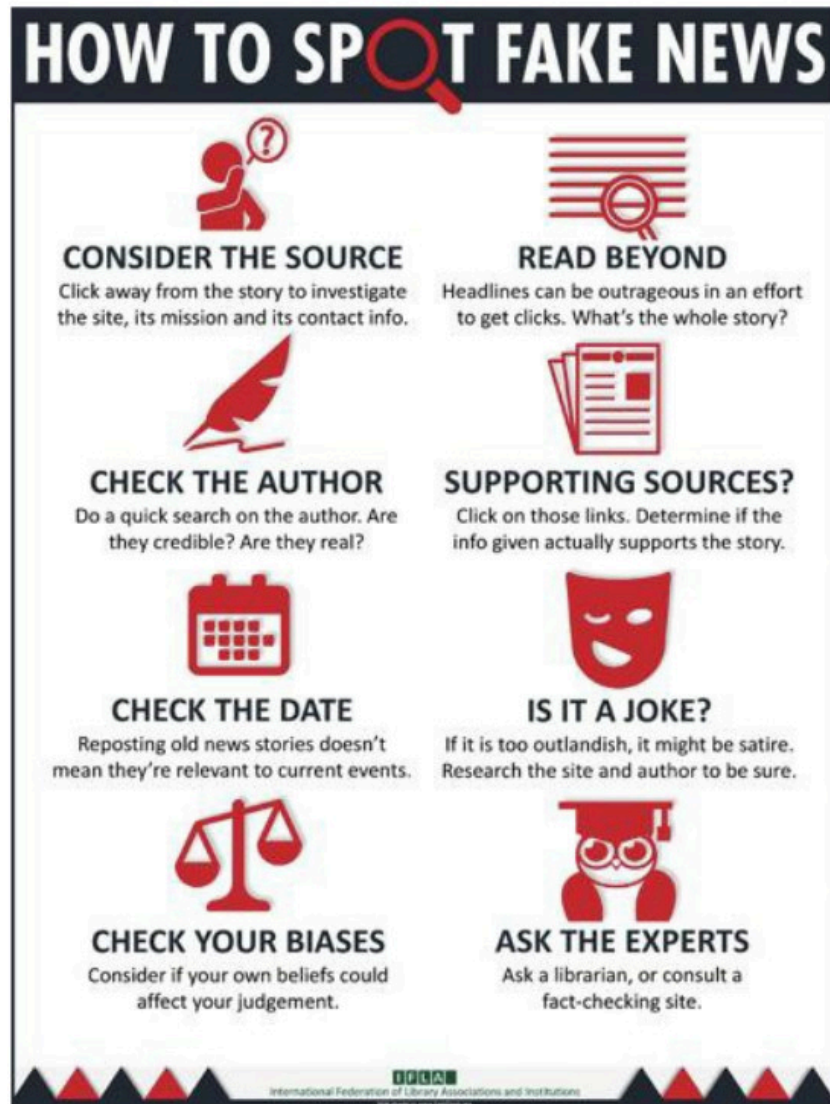 HOW TO SPOT FAKE NEWS
?
CONSIDER THE SOURCE
Click away from the story to investigate
the site, its mission and its contact info.
READ BEYOND
Headlines can be outrageous in an effort
to get clicks. What's the whole story?
CHECK THE AUTHOR
Do a quick search on the author. Are
they credible? Are they real?
SUPPORTING SOURCES?
Click on those links. Determine if the
info given actually supports the story.
CHECK THE DATE
Reposting old news stories doesn't
mean they're relevant to current events.
IS IT A JOKE?
If it is too outlandish, it might be satire.
Research the site and author to be sure.
CHECK YOUR BIASES
Consider if your own beliefs could
affect your judgement.
ASK THE EXPERTS
Ask a librarian, or consult a
fact-checking site.
IFLA
International Federation of Library Associations and Institutions